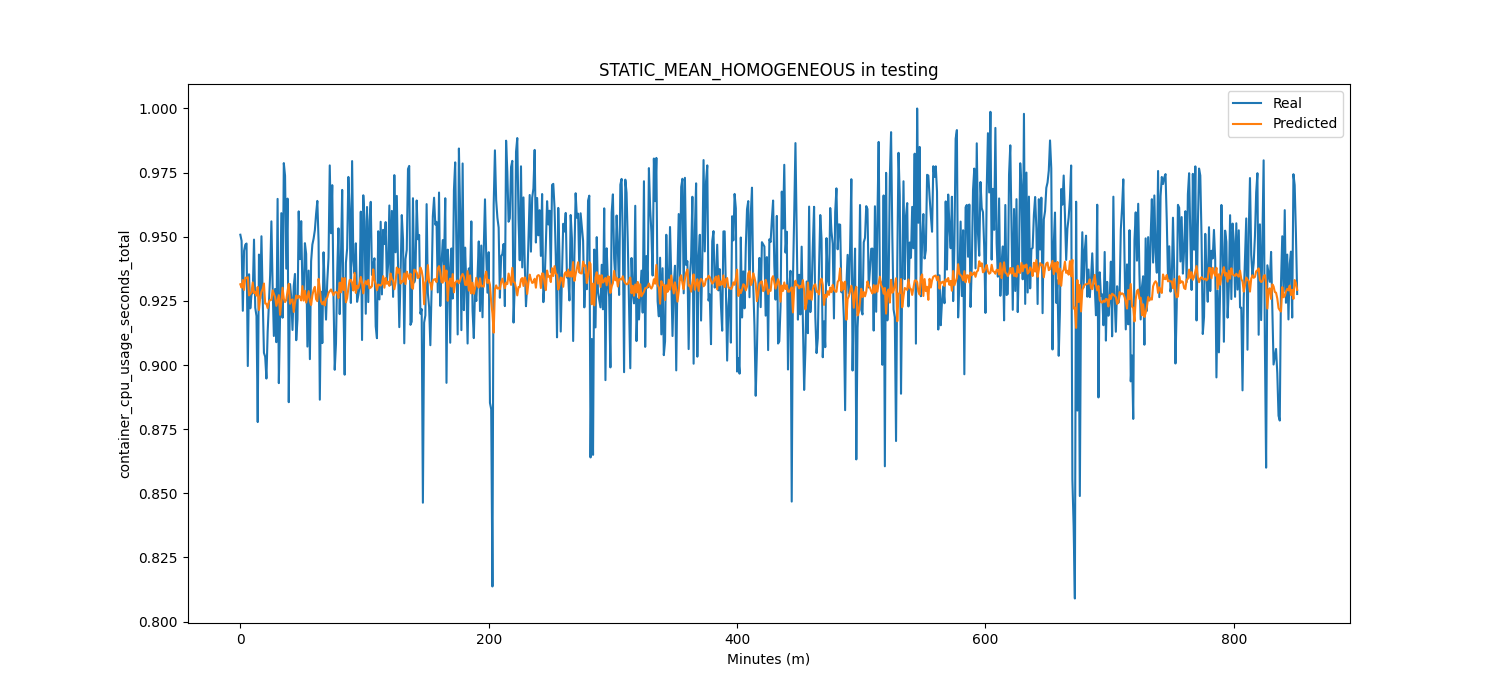 STATIC_MEAN_HOMOGENEOUS in testing
Real
Predicted
1.000
0.975
0.950
0.925
0.900
0.875
0.850
0.825
0.800
container_cpu_usage_seconds_total
0 200 400 600 800
Minutes (m)